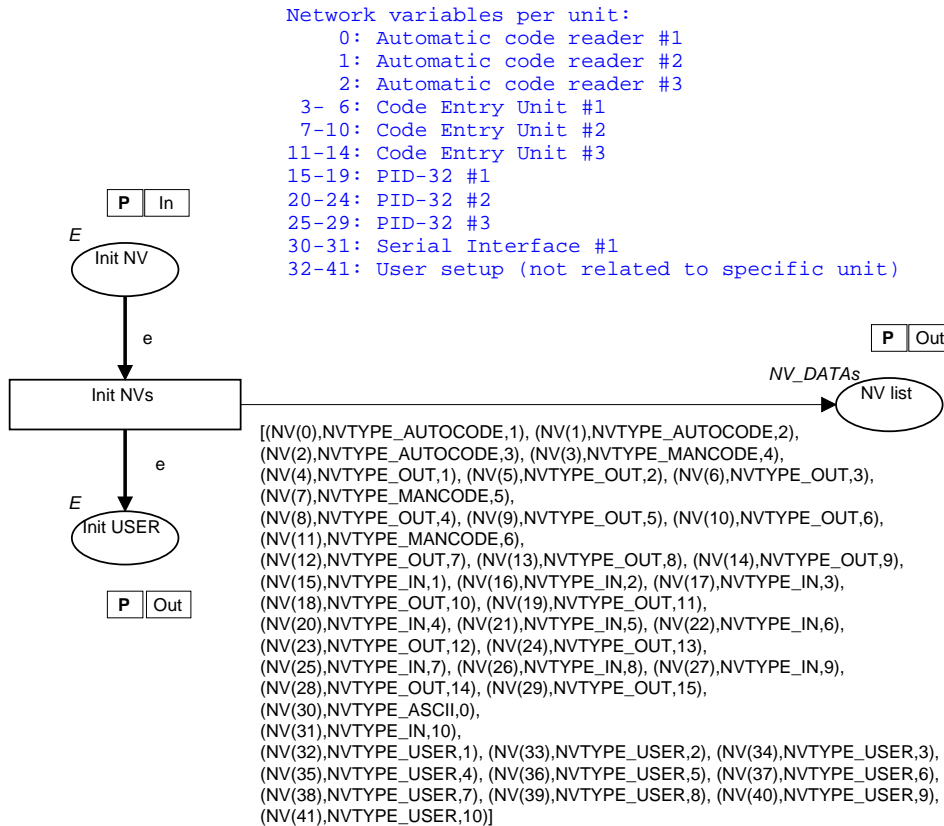 Network variables per unit:
0: Automatic code reader #1
1: Automatic code reader #2
2: Automatic code reader #3
3- 6: Code Entry Unit #1
7-10: Code Entry Unit #2
11-14: Code Entry Unit #3
15-19: PID-32 #1
20-24: PID-32 #2
25-29: PID-32 #3
30-31: Serial Interface #1
32-41: User setup (not related to specific unit)
P In
E
Init NV
e
P Out
NV_DATAs
NV list
Init NVs
e
E
Init USER
P Out
[(NV(0),NVTYPE_AUTOCODE,1), (NV(1),NVTYPE_AUTOCODE,2),
(NV(2),NVTYPE_AUTOCODE,3), (NV(3),NVTYPE_MANCODE,4),
(NV(4),NVTYPE_OUT,1), (NV(5),NVTYPE_OUT,2), (NV(6),NVTYPE_OUT,3),
(NV(7),NVTYPE_MANCODE,5),
(NV(8),NVTYPE_OUT,4), (NV(9),NVTYPE_OUT,5), (NV(10),NVTYPE_OUT,6),
(NV(11),NVTYPE_MANCODE,6),
(NV(12),NVTYPE_OUT,7), (NV(13),NVTYPE_OUT,8), (NV(14),NVTYPE_OUT,9),
(NV(15),NVTYPE_IN,1), (NV(16),NVTYPE_IN,2), (NV(17),NVTYPE_IN,3),
(NV(18),NVTYPE_OUT,10), (NV(19),NVTYPE_OUT,11),
(NV(20),NVTYPE_IN,4), (NV(21),NVTYPE_IN,5), (NV(22),NVTYPE_IN,6),
(NV(23),NVTYPE_OUT,12), (NV(24),NVTYPE_OUT,13),
(NV(25),NVTYPE_IN,7), (NV(26),NVTYPE_IN,8), (NV(27),NVTYPE_IN,9),
(NV(28),NVTYPE_OUT,14), (NV(29),NVTYPE_OUT,15),
(NV(30),NVTYPE_ASCII,0),
(NV(31),NVTYPE_IN,10),
(NV(32),NVTYPE_USER,1), (NV(33),NVTYPE_USER,2), (NV(34),NVTYPE_USER,3),
(NV(35),NVTYPE_USER,4), (NV(36),NVTYPE_USER,5), (NV(37),NVTYPE_USER,6),
(NV(38),NVTYPE_USER,7), (NV(39),NVTYPE_USER,8), (NV(40),NVTYPE_USER,9),
(NV(41),NVTYPE_USER,10)]